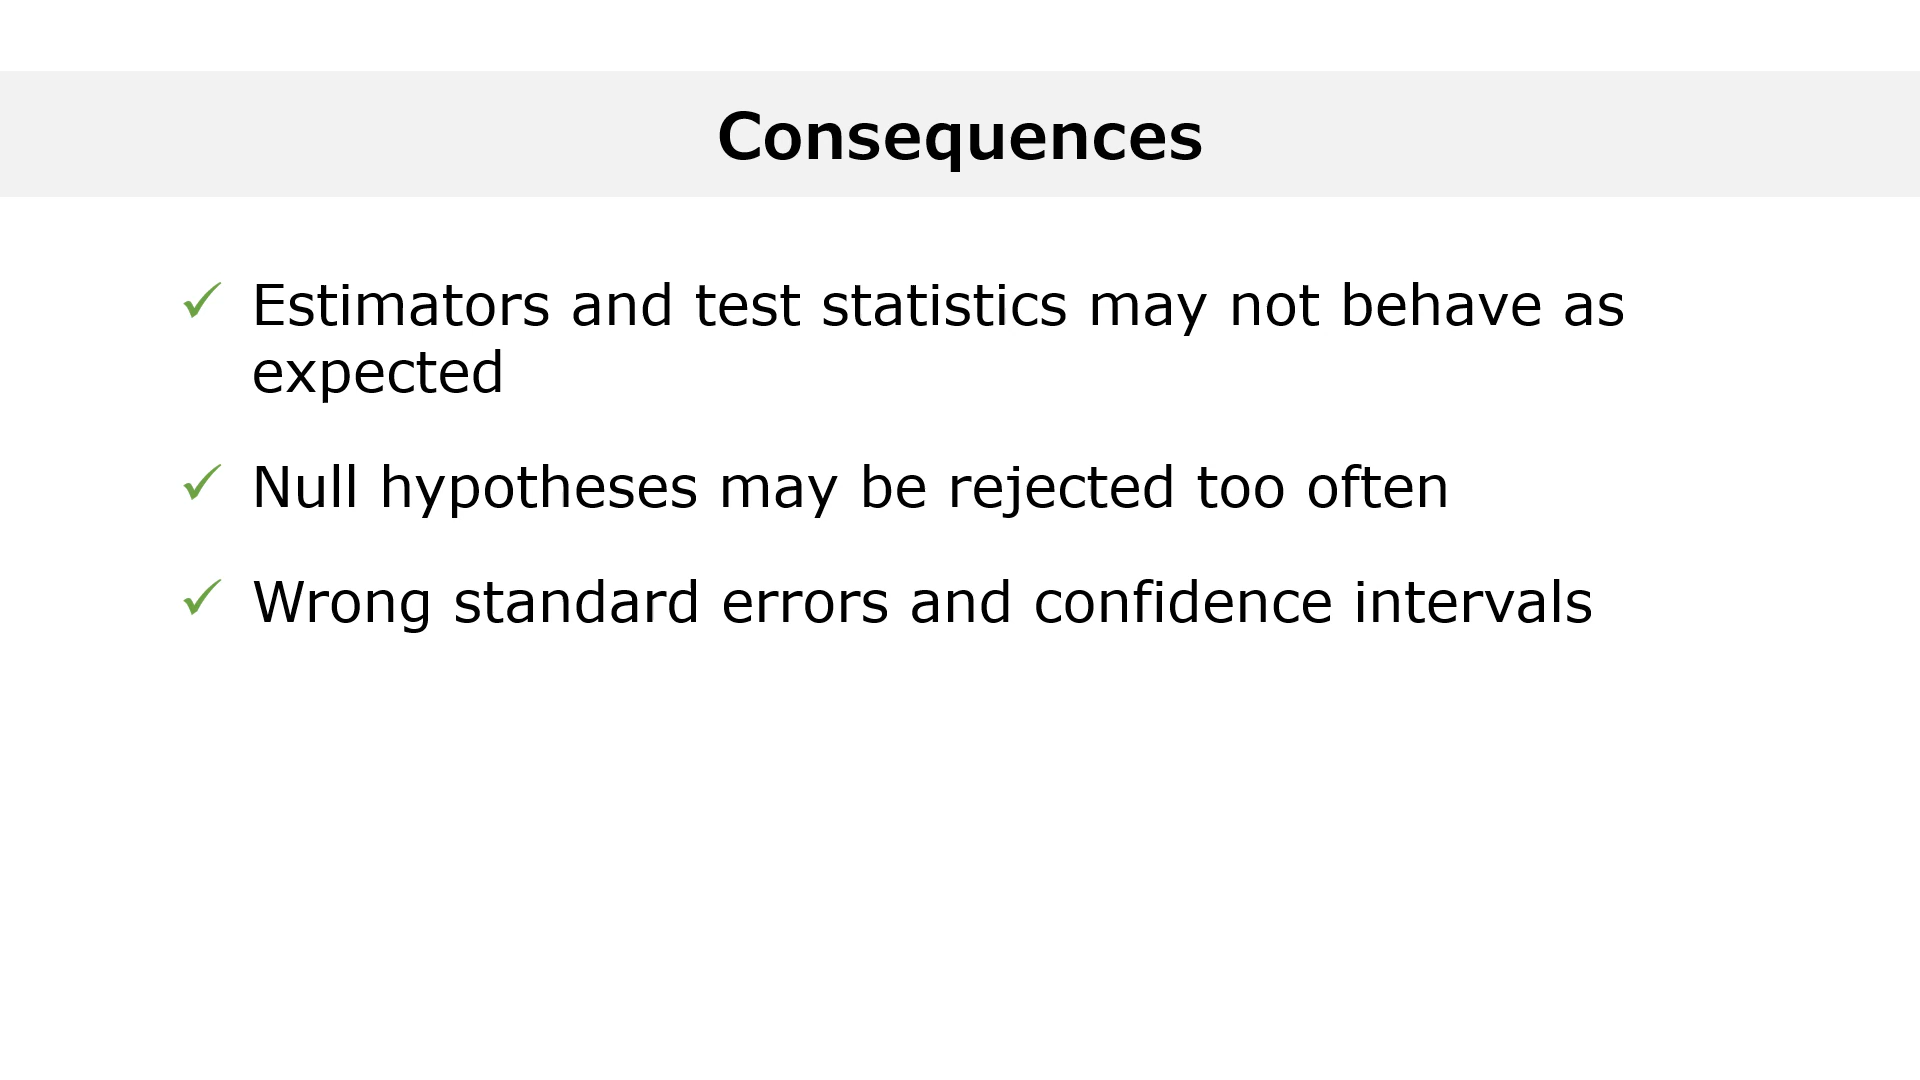 Consequences
✓ Estimators and test statistics may not behave as
expected
✓ Null hypotheses may be rejected too often
✓ Wrong standard errors and confidence intervals